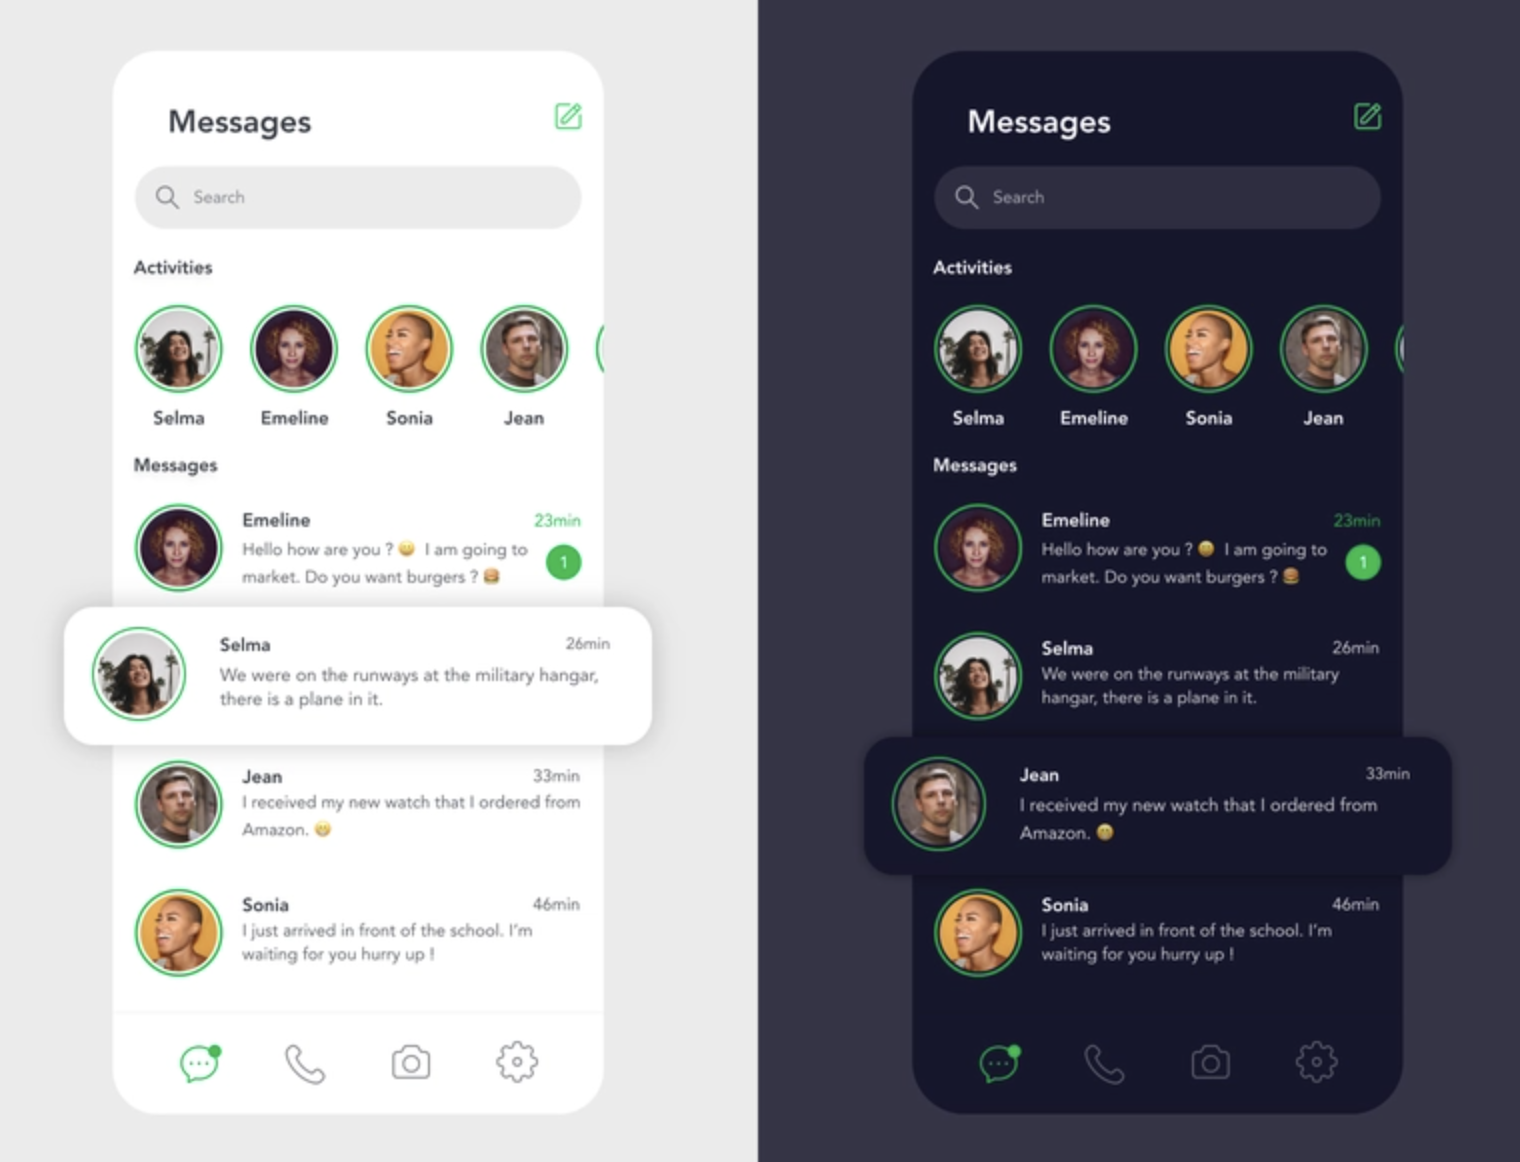 Messages
Search
Activities
Selma Emeline Sonia Jean
Messages
Emeline 23min
Hello how are you ? 😀 I am going to
market. Do you want burgers ? 🍔
1
Selma 26min
We were on the runways at the military hangar,
there is a plane in it.
Jean 33min
I received my new watch that I ordered from
Amazon. 😁
Sonia 46min
I just arrived in front of the school. I'm
waiting for you hurry up !
Messages
Search
Activities
Selma Emeline Sonia Jean
Messages
Emeline 23min
Hello how are you ? 😀 I am going to
market. Do you want burgers ? 🍔
1
Selma 26min
We were on the runways at the military
hangar, there is a plane in it.
Jean 33min
I received my new watch that I ordered from
Amazon. 😁
Sonia 46min
I just arrived in front of the school. I'm
waiting for you hurry up !